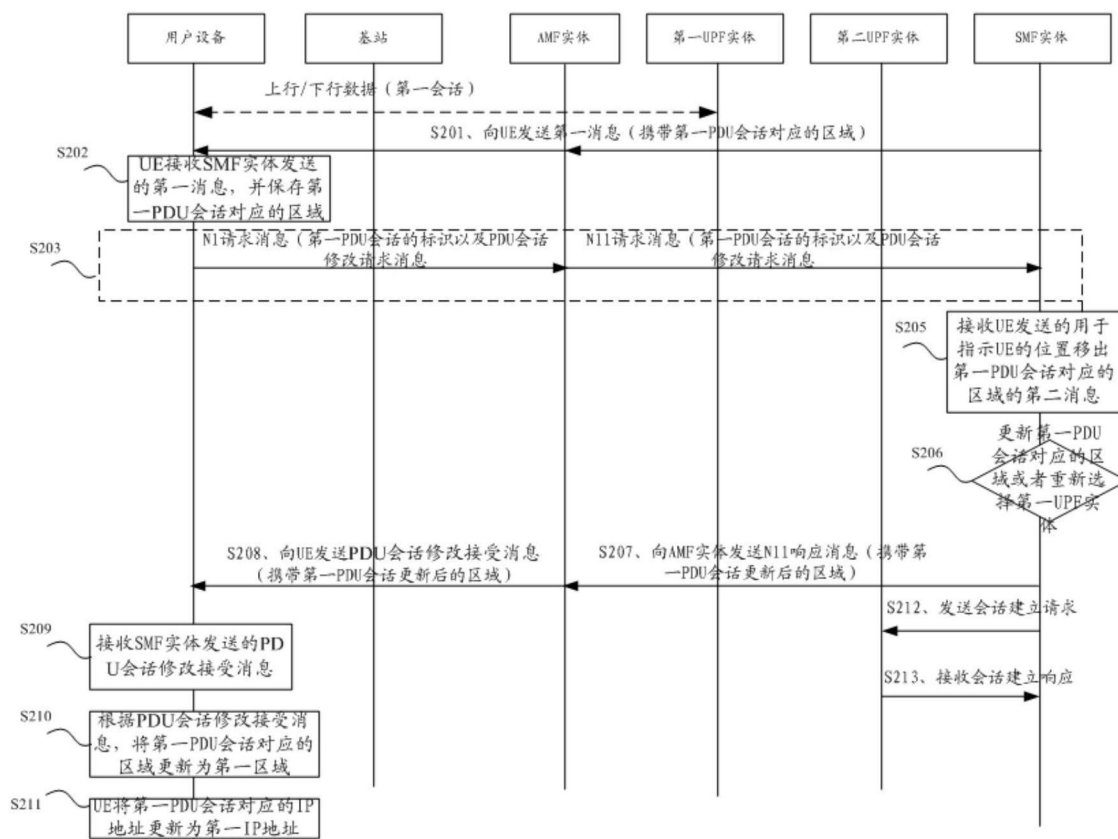 用户设备
基站
AMF实体
第一UPF实体
第二UPF实体
SMF实体
上行/下行数据（第一会话）
S201、向UE发送第一消息（携带第一PDU会话对应的区域）
S202
UE接收SMF实体发送
的第一消息，并保存第
一PDU会话对应的区域
S203
N1请求消息（第一PDU会话的标识以及PDU会话
修改请求消息
N11请求消息（第一PDU会话的标识以及PDU会话
修改请求消息
S205
接收UE发送的用于
指示UE的位置移出
第一PDU会话对应的
区域的第二消息
S206
更新第一PDU
会话对应的区
域或者重新选
择第一UPF实
体
S208、向UE发送PDU会话修改接受消息
（携带第一PDU会话更新后的区域）
S207、向AMF实体发送N11响应消息（携带第
一PDU会话更新后的区域）
S212、发送会话建立请求
S209
接收SMF实体发送的PD
U会话修改接受消息
S213、接收会话建立响应
S210
根据PDU会话修改接受消
息，将第一PDU会话对应的
区域更新为第一区域
S211
UE将第一PDU会话对应的IP
地址更新为第一IP地址